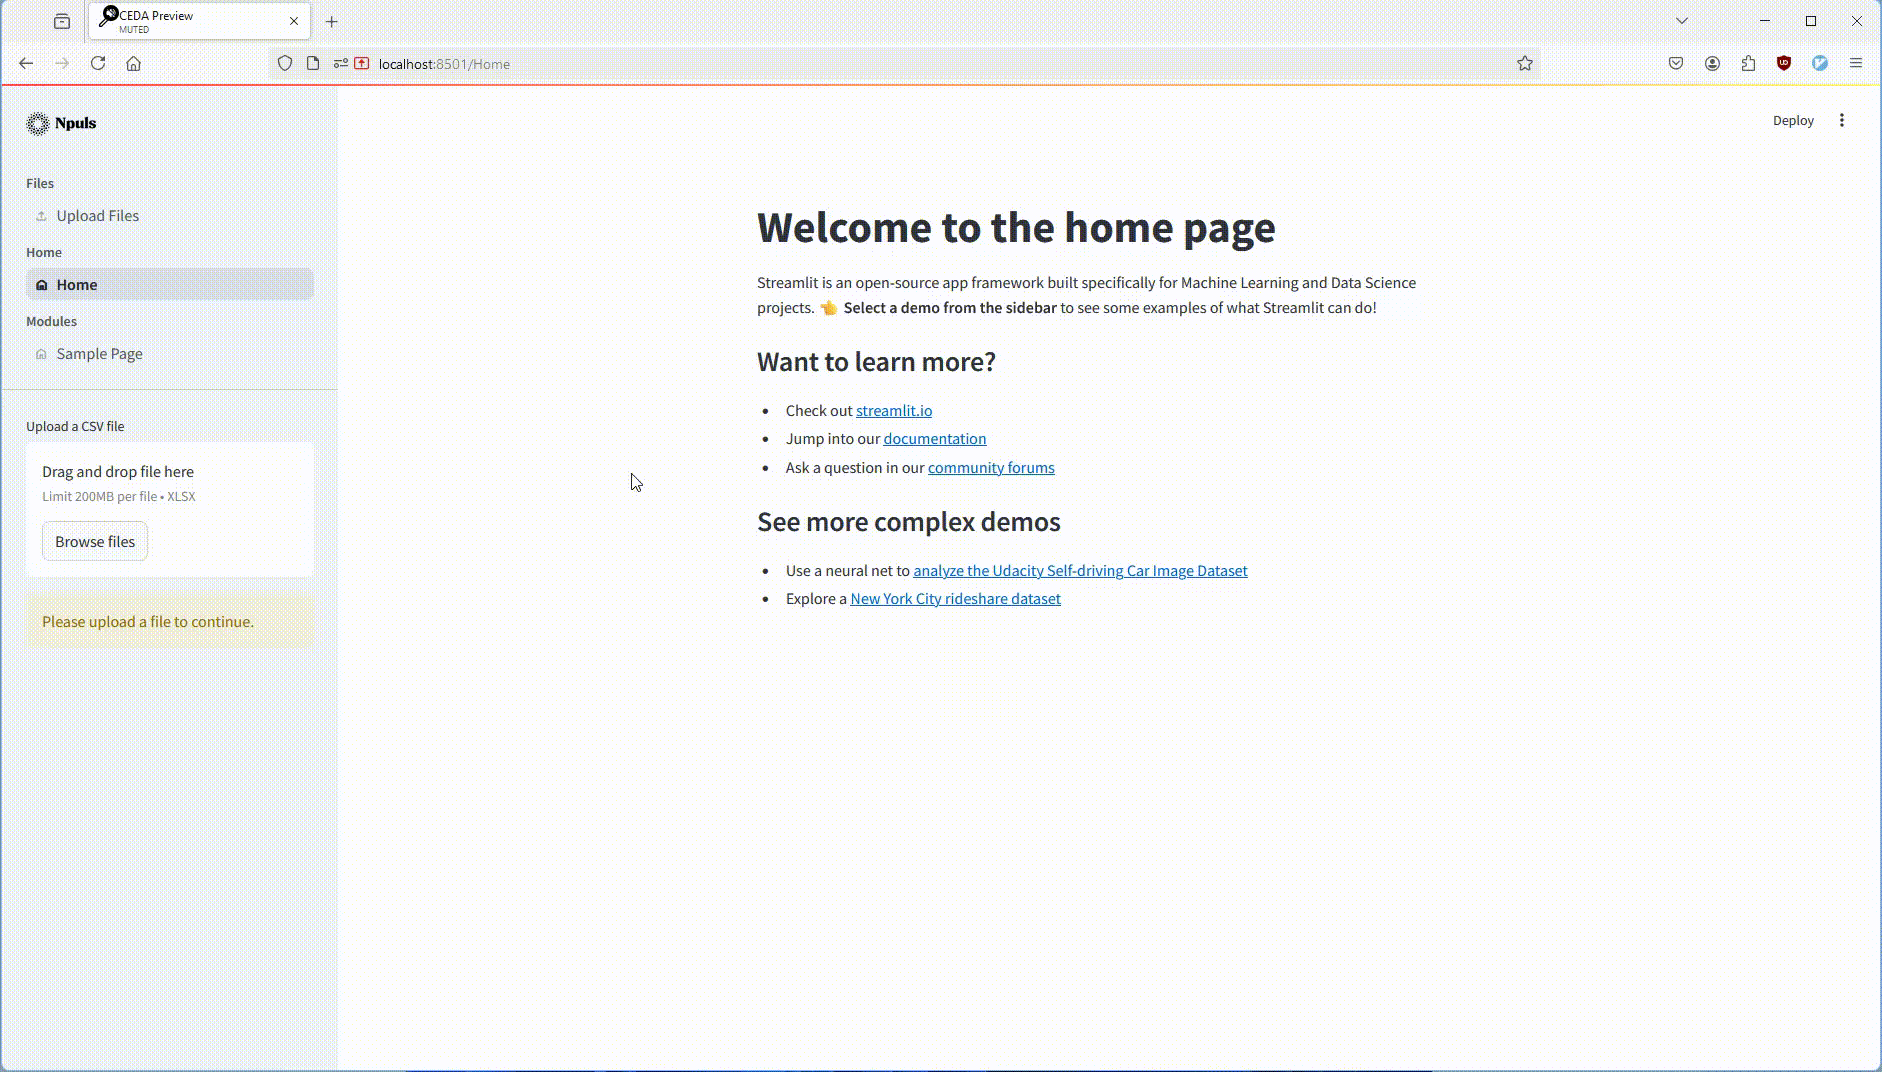 CEDA Preview
MUTED
localhost:8501/Home
Npuls
Deploy
Files
Upload Files
Home
Home
Modules
Sample Page
Upload a CSV file
Drag and drop file here
Limit 200MB per file • XLSX
Browse files
Please upload a file to continue.
Welcome to the home page
Streamlit is an open-source app framework built specifically for Machine Learning and Data Science
projects. 👈 Select a demo from the sidebar to see some examples of what Streamlit can do!
Want to learn more?
• Check out streamlit.io
• Jump into our documentation
• Ask a question in our community forums
See more complex demos
• Use a neural net to analyze the Udacity Self-driving Car Image Dataset
• Explore a New York City rideshare dataset